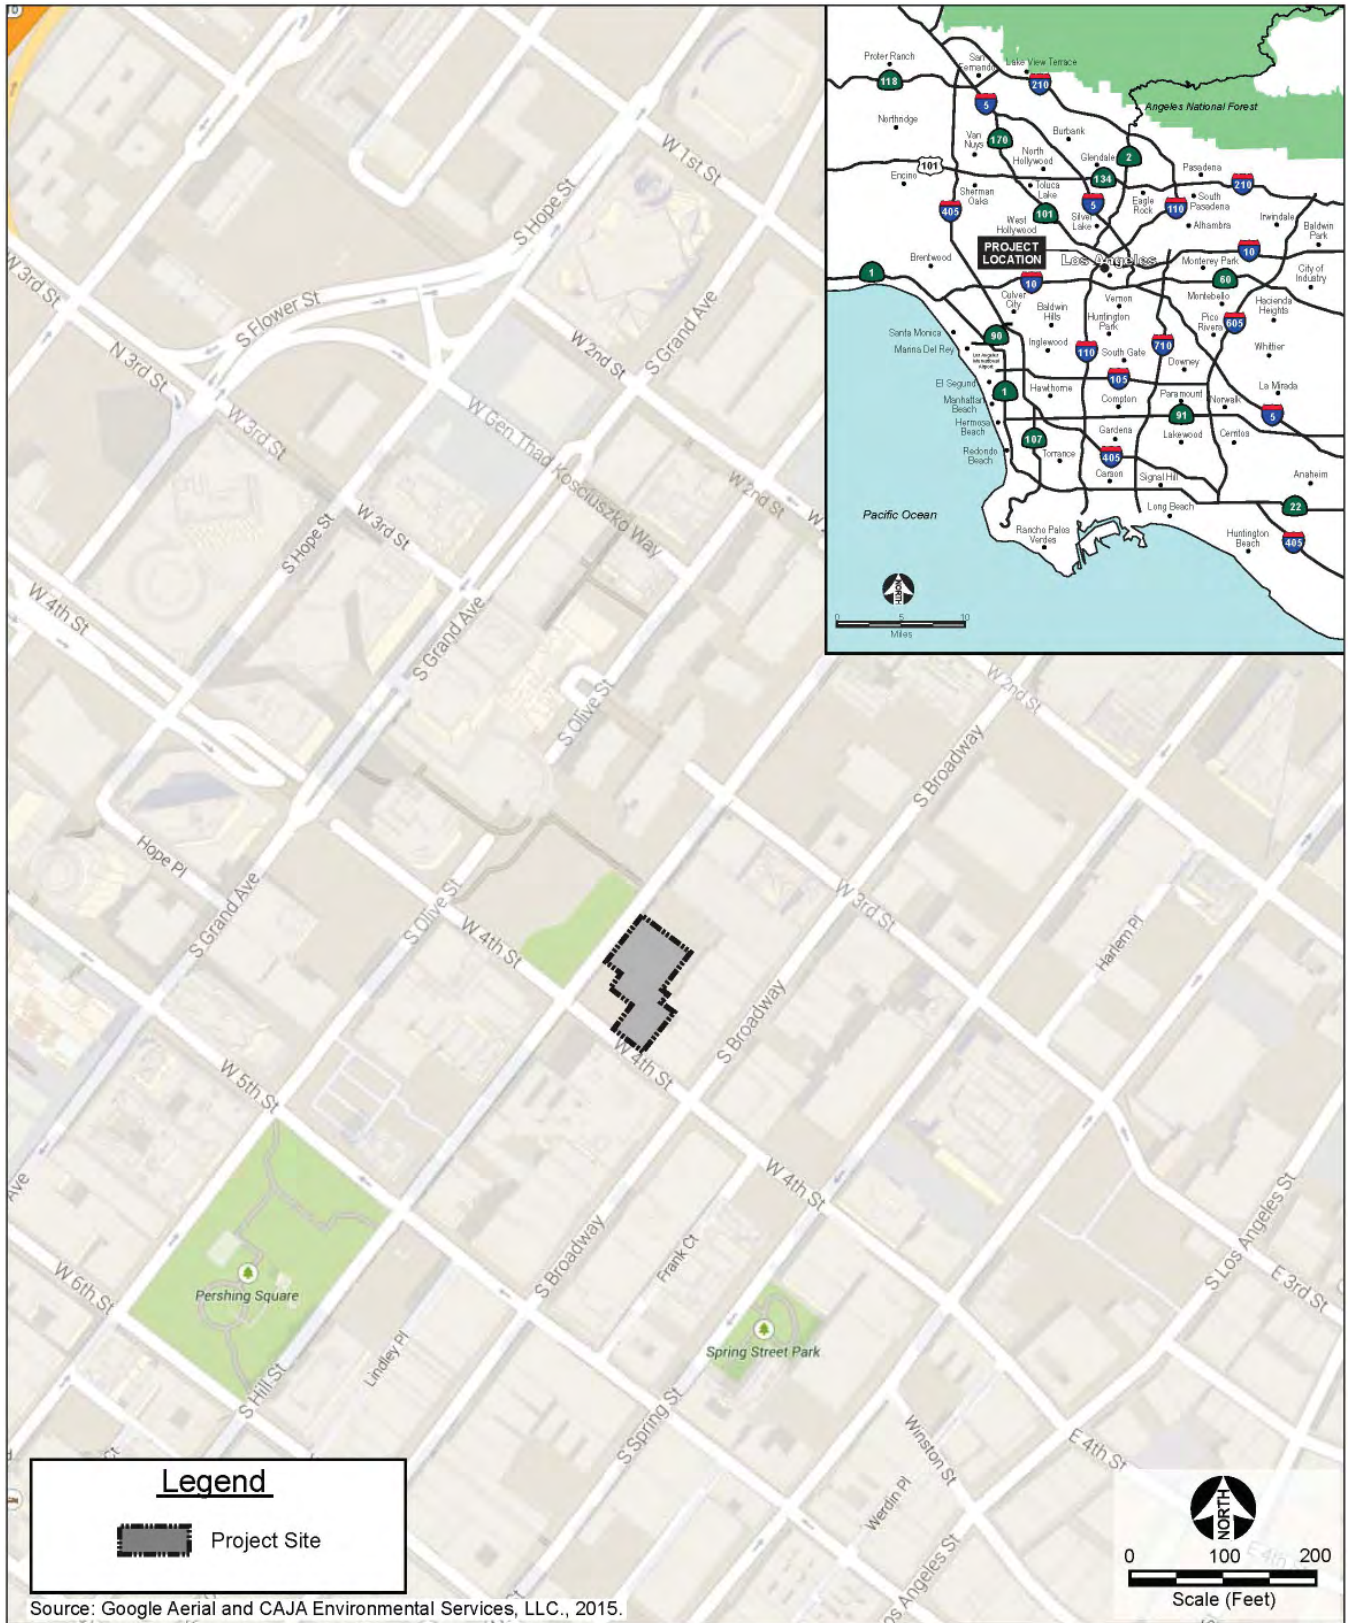 Proter Ranch
San
Fernando
Lake View Terrace
118
210
5
Angeles National Forest
Northridge
Van
Nuys
170
Burbank
North
Hollywood
Glendale
2
101
134
Pasadena
Encino
Toluca
Lake
210
Sherman
Oaks
Eagle
Rock
South
Pasadena
405
101
5
110
Silver
Lake
Irwindale
West
Hollywood
Alhambra
Baldwin
Park
PROJECT
LOCATION
Los Angeles
10
Brentwood
Monterey Park
1
10
60
City of
Industry
Culver
City
Baldwin
Hills
Vernon
Montebello
Hacienda
Heights
Huntington
Park
Pico
Rivera
605
Santa Monica
90
Marina Del Rey
Los Angeles
International
Airport
Inglewood
110
South Gate
710
Downey
Whittier
El Segund
1
Hawthorne
105
Paramount
La Mirada
Manhattan
Beach
Compton
91
Norwalk
5
Hermosa
Beach
107
Gardena
Lakewood
Cerritos
Redondo
Beach
Torrance
405
Carson
Signal Hill
Anaheim
Long Beach
22
Pacific Ocean
Rancho Palos
Verdes
Huntington
Beach
405
NORTH
0 5 10
Miles
W 1st St
S Hope St
W 3rd St
S Flower St
S Grand Ave
N 3rd St
W 2nd St
W 3rd St
W Gen Thad Kosciuszko Way
W 2nd St
S Hope St
W 3rd St
W 4th St
S Grand Ave
S Olive St
W 2nd St
S Broadway
Hope Pl
S Grand Ave
S Olive St
W 4th St
W 3rd St
Harlem Pl
S Broadway
W 4th St
W 5th St
W 4th St
Ave
S Broadway
Frank Ct
S Los Angeles St
W 6th St
Pershing Square
E 3rd St
Spring Street Park
Lindley Pl
S Hill St
S Spring St
Winston St
E 4th St
Werdin Pl
Legend
Project Site
NORTH
0 100 200
Scale (Feet)
Source: Google Aerial and CAJA Environmental Services, LLC., 2015.